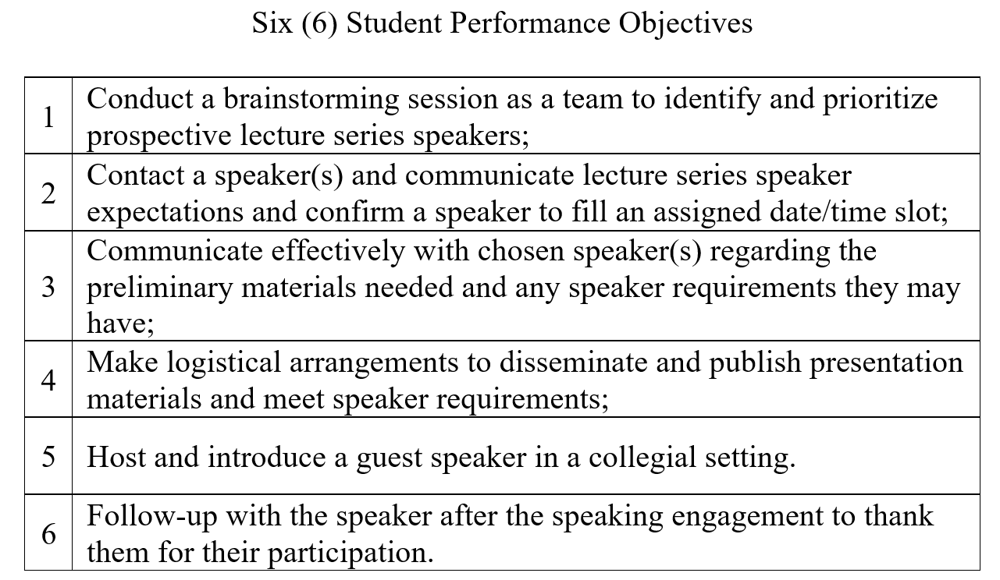 Six (6) Student Performance Objectives
1
Conduct a brainstorming session as a team to identify and prioritize
prospective lecture series speakers;
2
Contact a speaker(s) and communicate lecture series speaker
expectations and confirm a speaker to fill an assigned date/time slot;
3
Communicate effectively with chosen speaker(s) regarding the
preliminary materials needed and any speaker requirements they may
have;
4
Make logistical arrangements to disseminate and publish presentation
materials and meet speaker requirements;
5
Host and introduce a guest speaker in a collegial setting.
6
Follow-up with the speaker after the speaking engagement to thank
them for their participation.